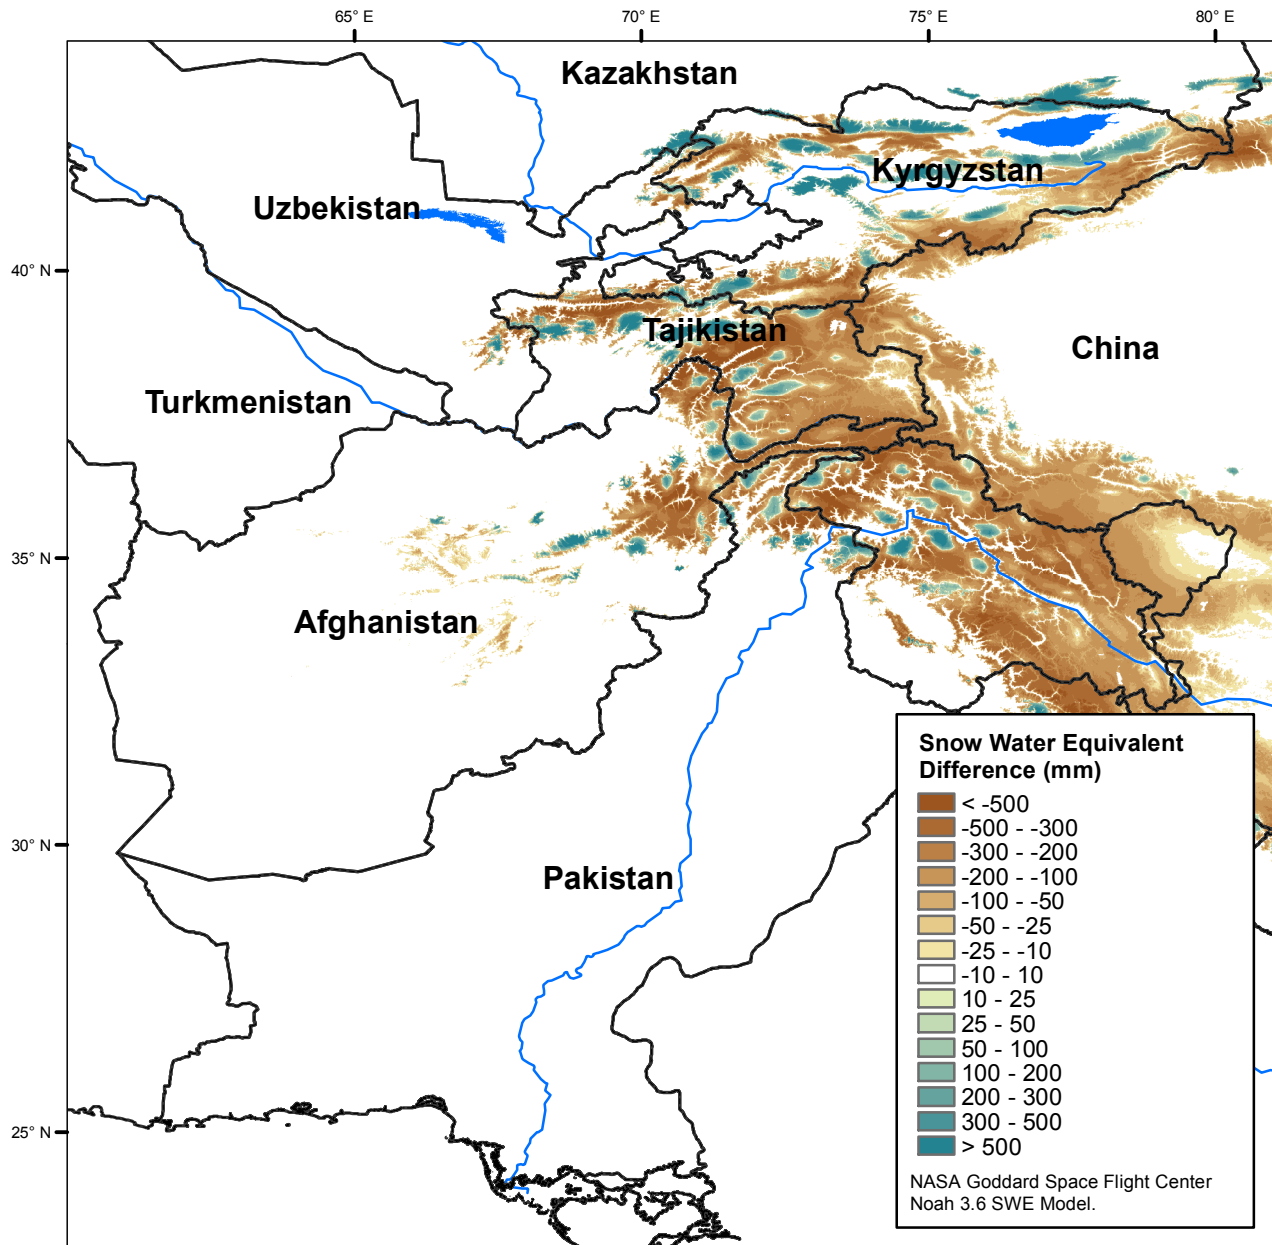 65° E
70° E
75° E
80° E
Kazakhstan
Kyrgyzstan
Uzbekistan
40° N
Tajikistan
China
Turkmenistan
35° N
Afghanistan
30° N
Pakistan
25° N
Snow Water Equivalent
Difference (mm)
< -500
-500 - -300
-300 - -200
-200 - -100
-100 - -50
-50 - -25
-25 - -10
-10 - 10
10 - 25
25 - 50
50 - 100
100 - 200
200 - 300
300 - 500
> 500
NASA Goddard Space Flight Center
Noah 3.6 SWE Model.